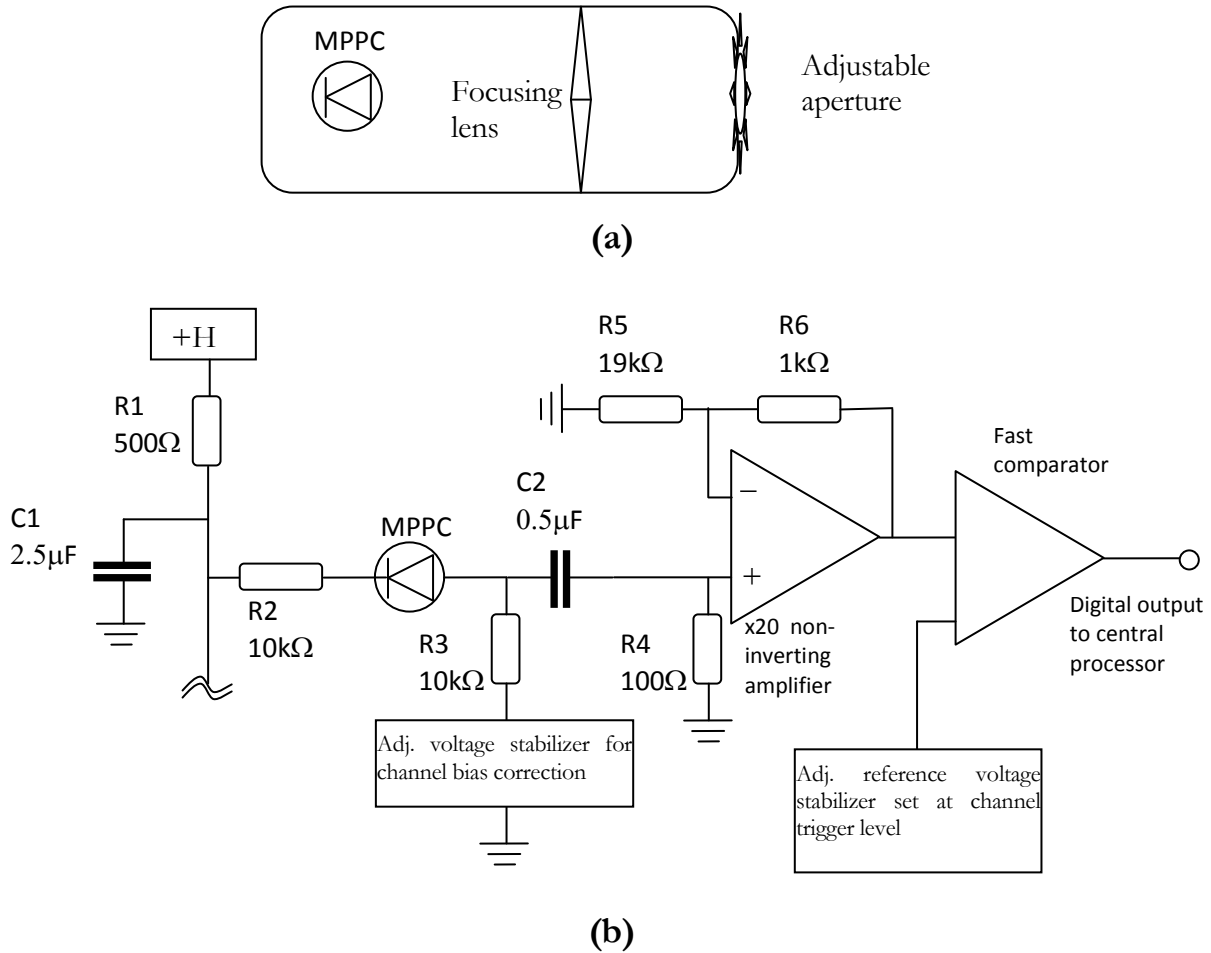 MPPC
Focusing
lens
Adjustable
aperture
(a)
+H
R1
500Ω
C1
2.5μF
R2
10kΩ
MPPC
R3
10kΩ
C2
0.5μF
R4
100Ω
R5
19kΩ
R6
1kΩ
−
+
x20 non-
inverting
amplifier
Fast
comparator
Digital output
to central
processor
Adj. voltage stabilizer for
channel bias correction
Adj. reference voltage
stabilizer set at channel
trigger level
(b)